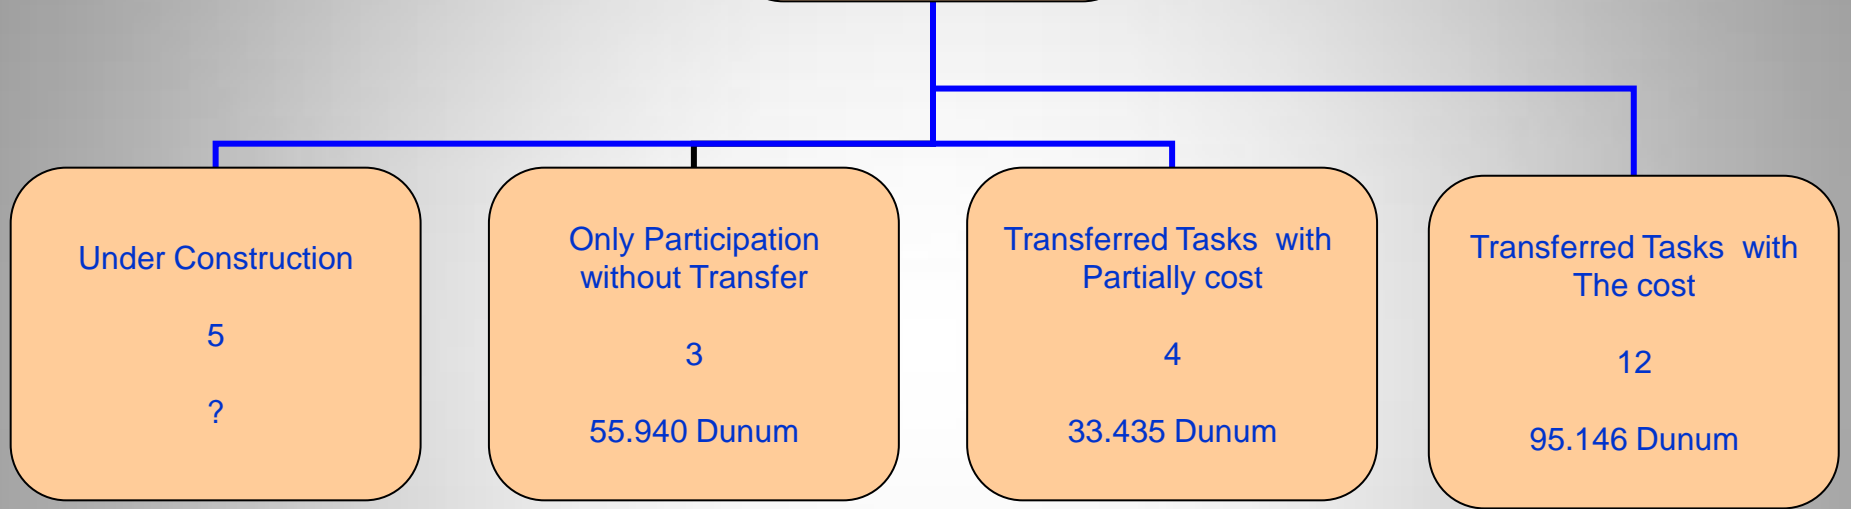 Under Construction
5
?
Only Participation
without Transfer
3
55.940 Dunum
Transferred Tasks  with
Partially cost
4
33.435 Dunum
Transferred Tasks  with
The cost
12
95.146 Dunum